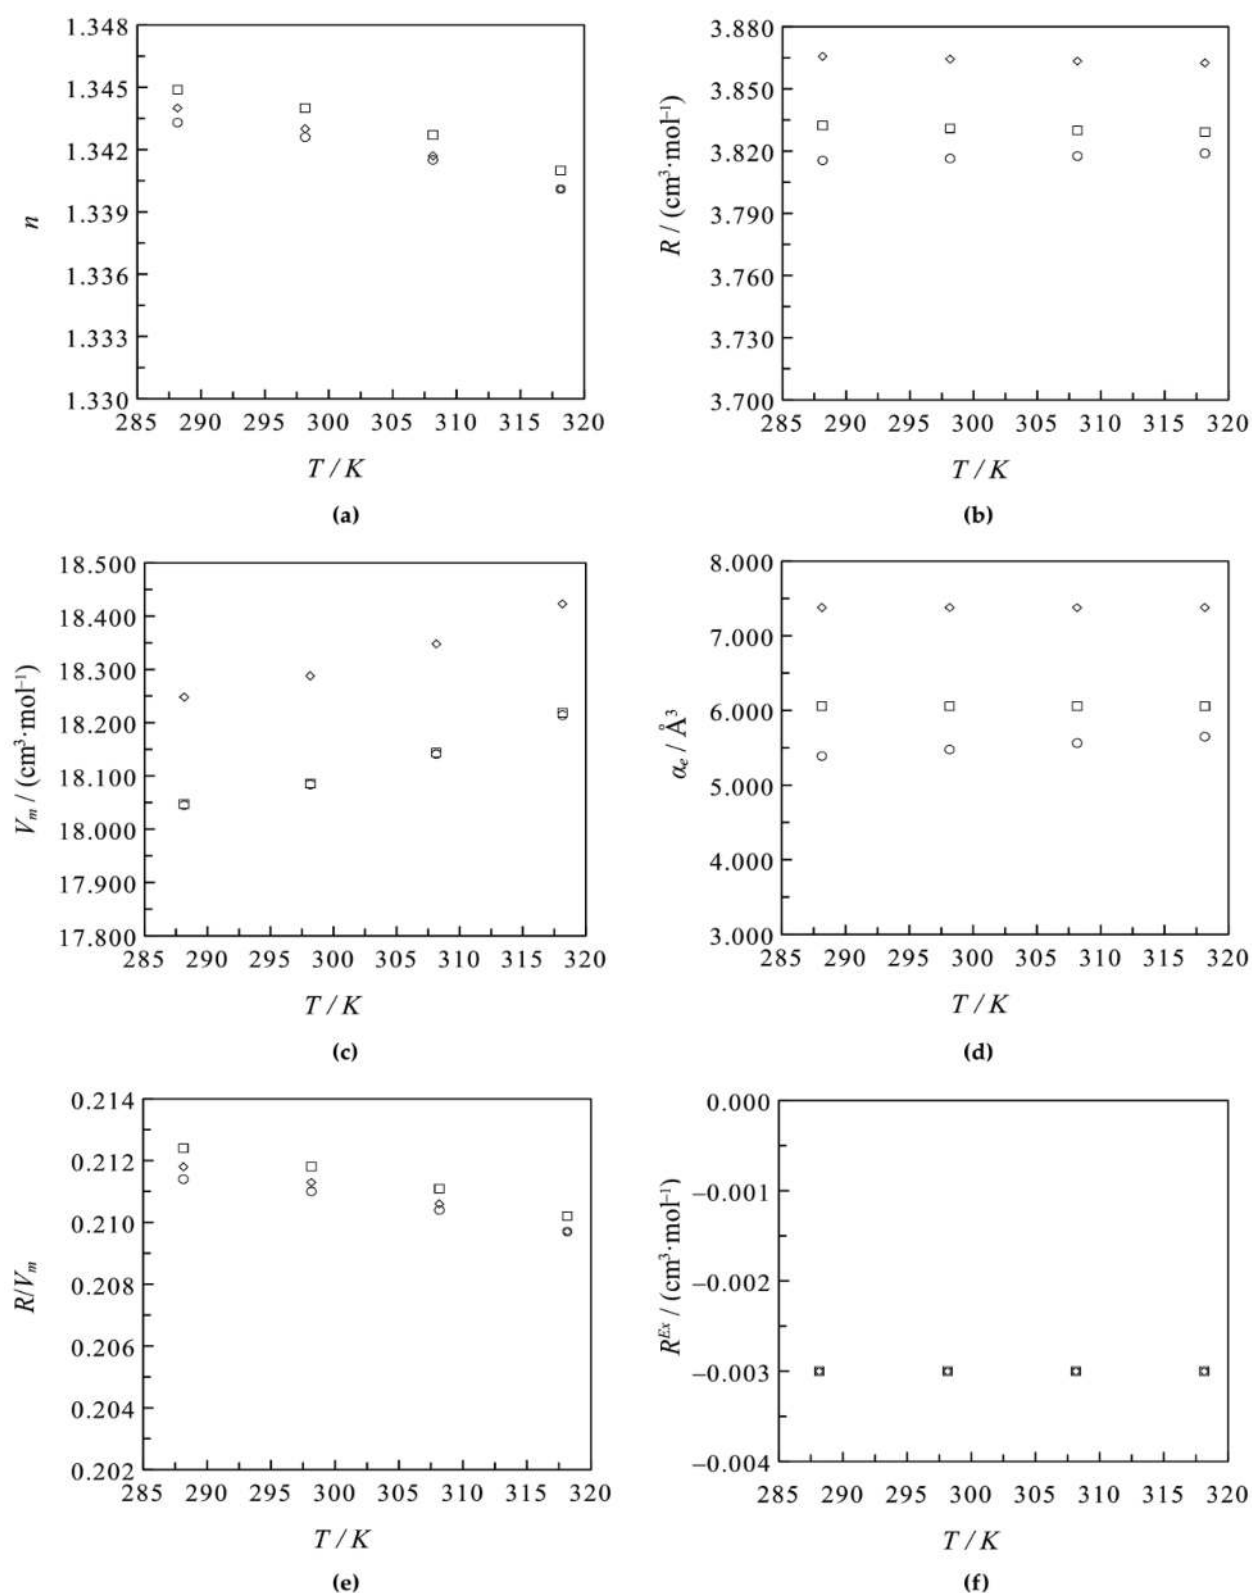 1.348
1.345
1.342
1.339
1.336
1.333
1.330
n
285 290 295 300 305 310 315 320
T / K
(a)
3.880
3.850
3.820
3.790
3.760
3.730
3.700
R / (cm³·mol⁻¹)
285 290 295 300 305 310 315 320
T / K
(b)
18.500
18.400
18.300
18.200
18.100
18.000
17.900
17.800
Vₘ / (cm³·mol⁻¹)
285 290 295 300 305 310 315 320
T / K
(c)
8.000
7.000
6.000
5.000
4.000
3.000
αₑ / Å³
285 290 295 300 305 310 315 320
T / K
(d)
0.214
0.212
0.210
0.208
0.206
0.204
0.202
R/Vₘ
285 290 295 300 305 310 315 320
T / K
(e)
0.000
−0.001
−0.002
−0.003
−0.004
R^Ex / (cm³·mol⁻¹)
285 290 295 300 305 310 315 320
T / K
(f)